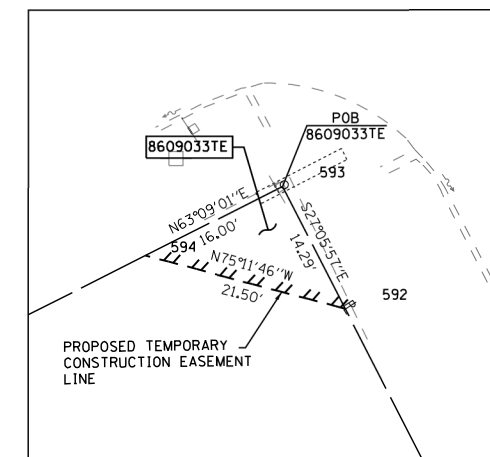 POB
8609033TE
8609033TE
593
N63°09'01"E
16.00'
S27°05'57"E
14.29'
594
N75°11'46"W
21.50'
592
PROPOSED TEMPORARY
CONSTRUCTION EASEMENT
LINE